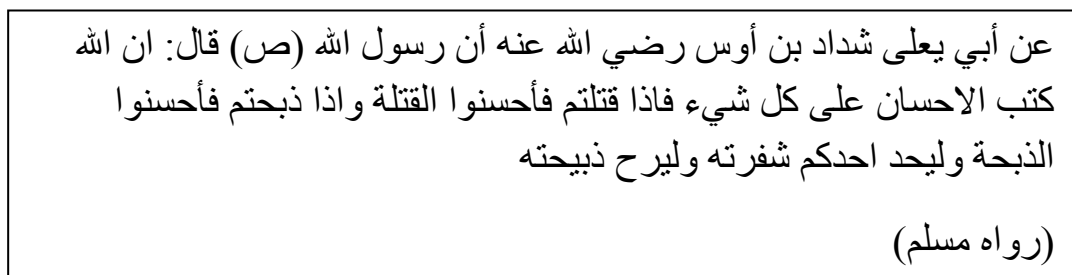 عن أبي يعلى شداد بن أوس رضي الله عنه أن رسول الله (ص) قال: ان الله
كتب الاحسان على كل شيء فاذا قتلتم فأحسنوا القتلة واذا ذبحتم فأحسنوا
الذبحة وليحد احدكم شفرته وليرح ذبيحته
(رواه مسلم)